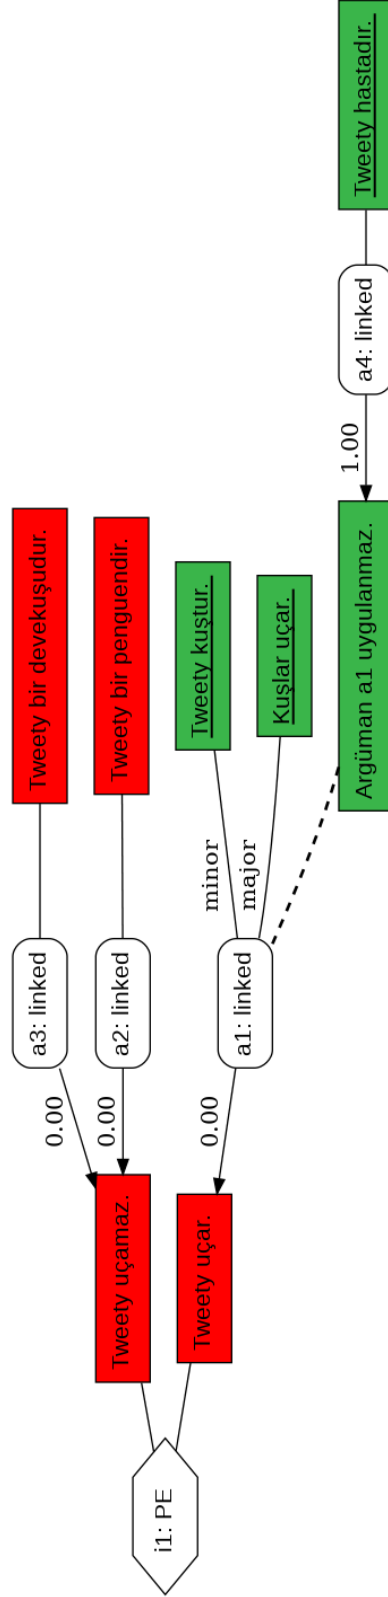 i1: PE
Tweety uçamaz.
0.00
a3: linked
Tweety bir devekuşudur.
0.00
a2: linked
Tweety bir penguendir.
Tweety uçar.
0.00
a1: linked
minor
Tweety kuştur.
major
Kuşlar uçar.
Argüman a1 uygulanmaz.
1.00
a4: linked
Tweety hastadır.